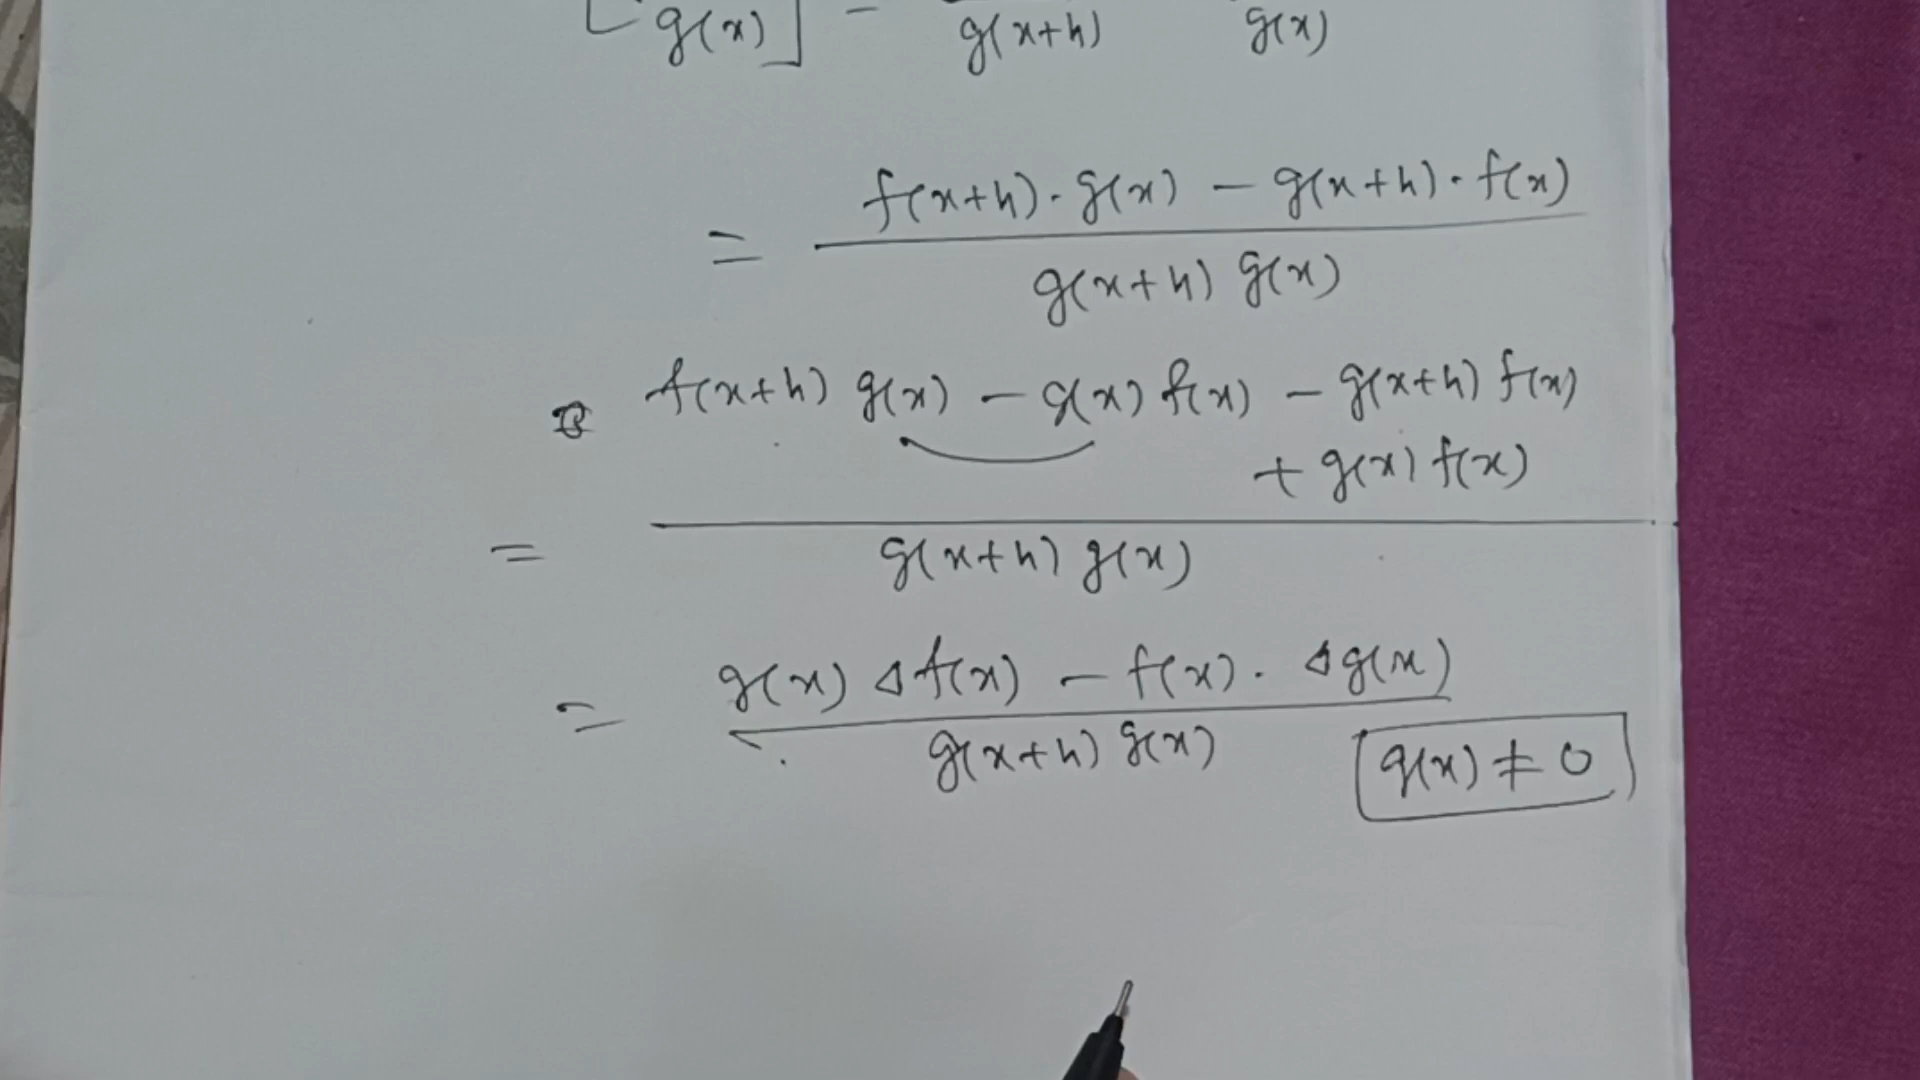 [ g(x) ] = g(x+h) g(x)
= f(x+h)·g(x) – g(x+h)·f(x)
g(x+h) g(x)
f(x+h) g(x) – g(x) f(x) – g(x+h) f(x)
+ g(x) f(x)
=
g(x+h) g(x)
= g(x) Δf(x) – f(x). Δg(x)
g(x+h) g(x) g(x) ≠ 0